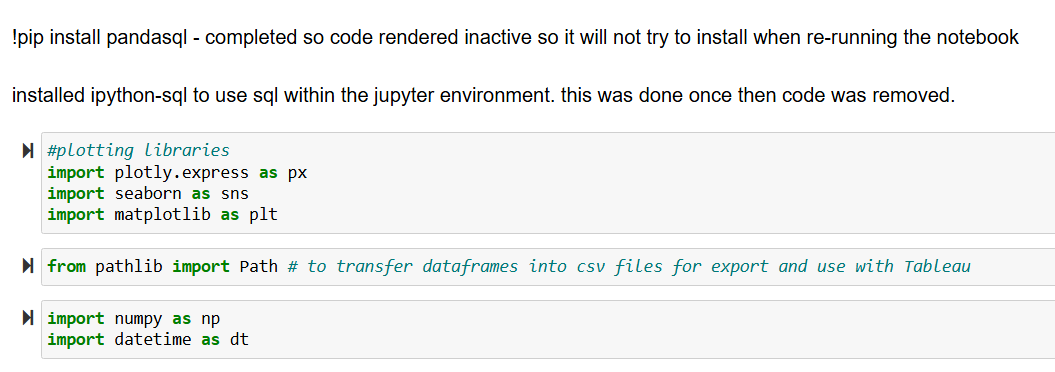 !pip install pandasql - completed so code rendered inactive so it will not try to install when re-running the notebook
installed ipython-sql to use sql within the jupyter environment. this was done once then code was removed.
#plotting libraries
import plotly.express as px
import seaborn as sns
import matplotlib as plt
from pathlib import Path # to transfer dataframes into csv files for export and use with Tableau
import numpy as np
import datetime as dt